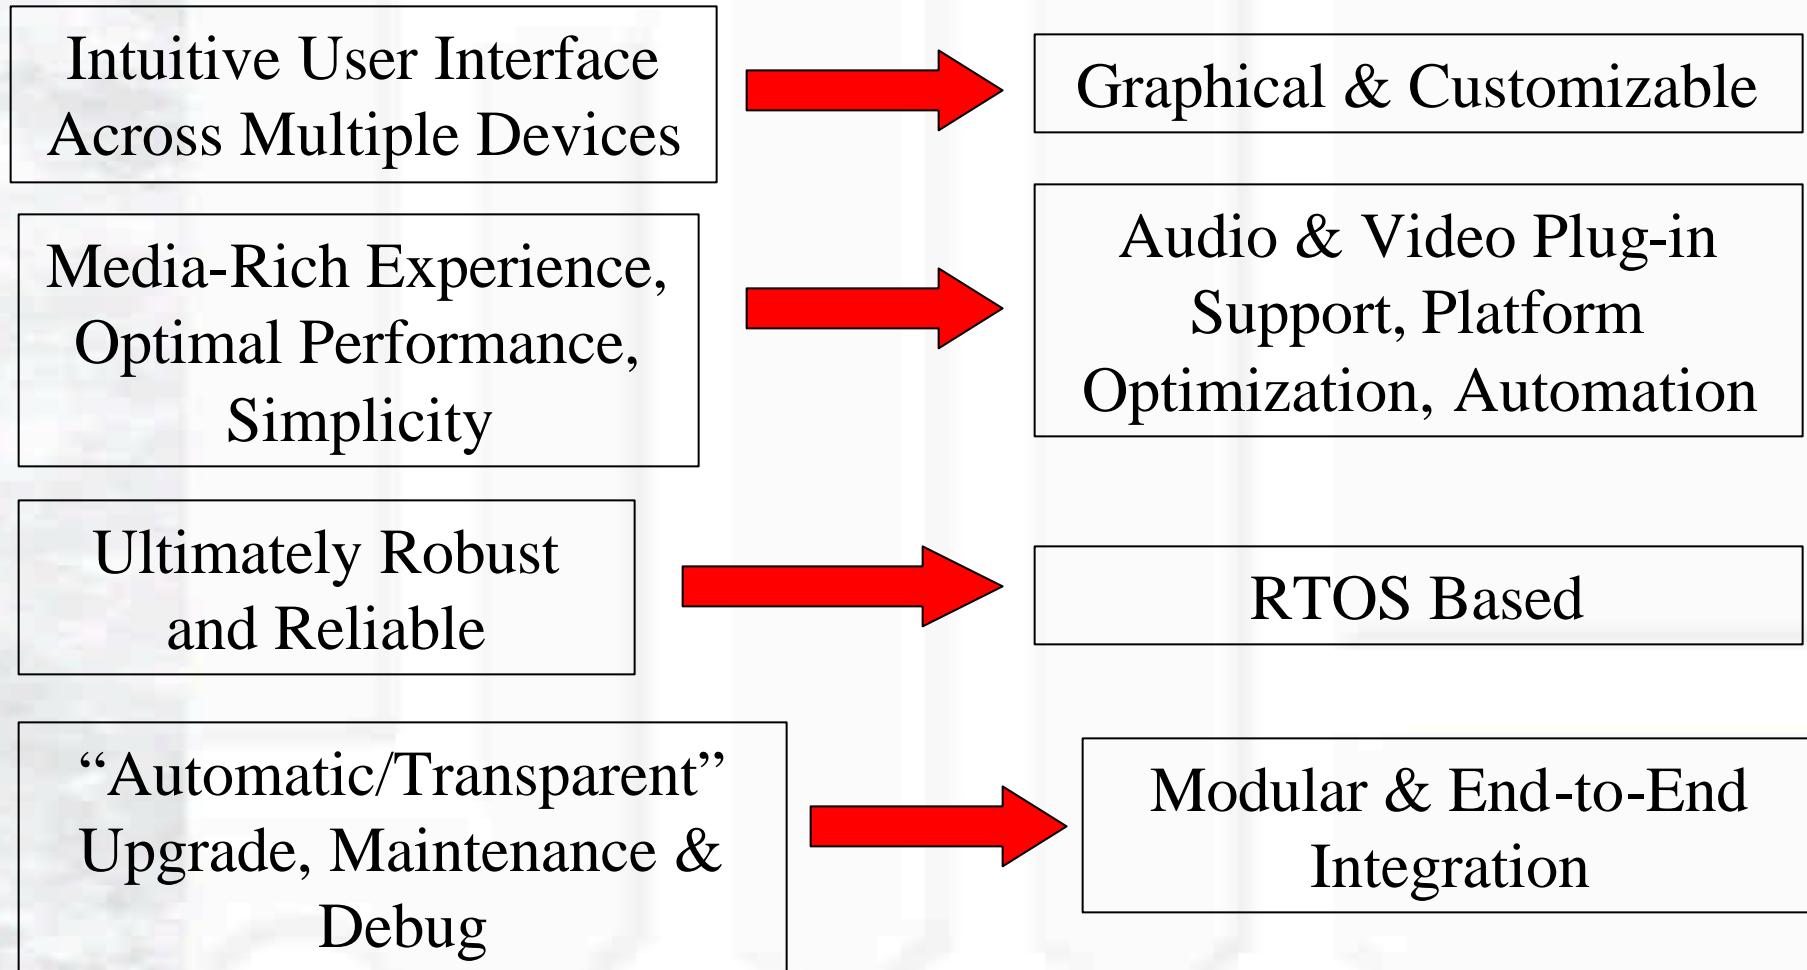 Intuitive User Interface
Across Multiple Devices
Graphical & Customizable
Media-Rich Experience,
Optimal Performance,
Simplicity
Audio & Video Plug-in
Support, Platform
Optimization, Automation
Ultimately Robust
and Reliable
RTOS Based
“Automatic/Transparent”
Upgrade, Maintenance &
Debug
Modular & End-to-End
Integration